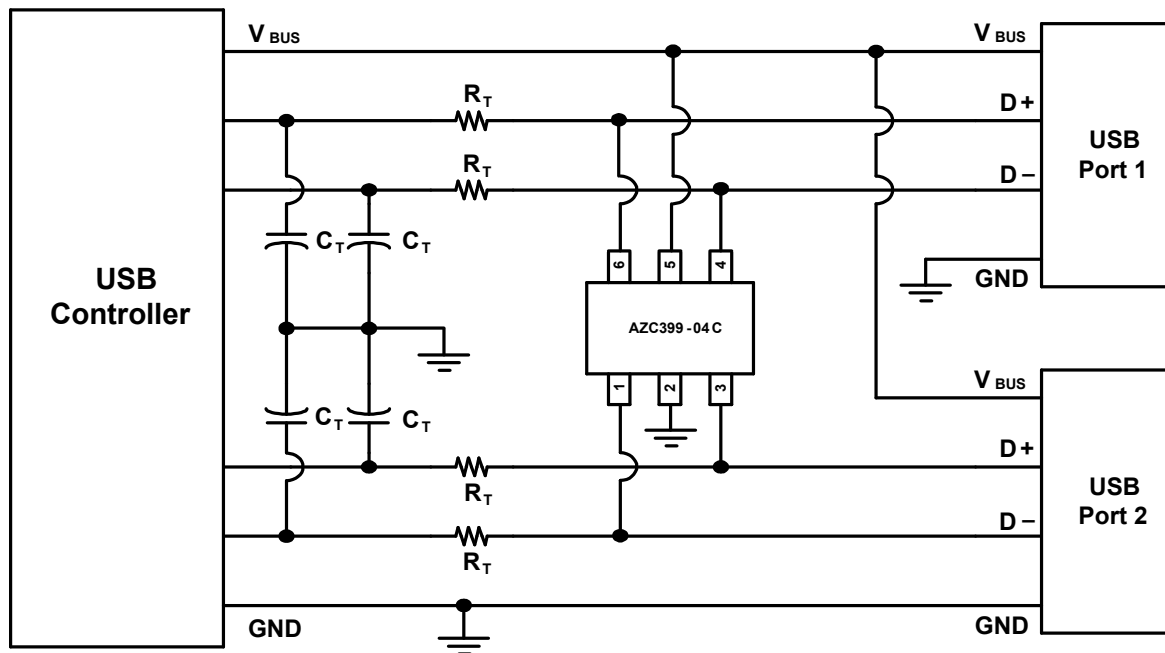 V BUS
V BUS
R T
D+
USB
Port 1
R T
D−
C T
C T
6
5
4
GND
USB
Controller
AZC399-04C
1
2
3
V BUS
C T
C T
D+
R T
USB
Port 2
D−
R T
GND
GND